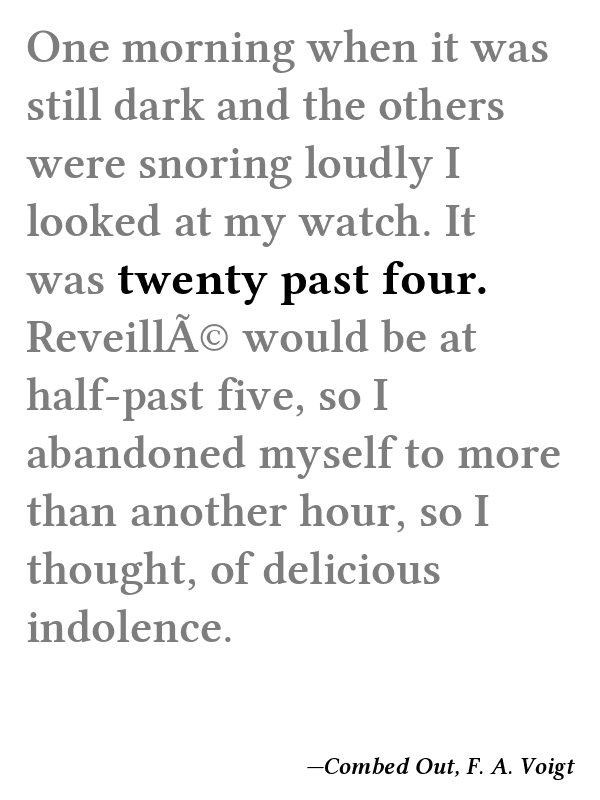 One morning when it was
still dark and the others
were snoring loudly I
looked at my watch. It
was twenty past four.
ReveillÃ© would be at
half-past five, so I
abandoned myself to more
than another hour, so I
thought, of delicious
indolence.
—Combed Out, F. A. Voigt